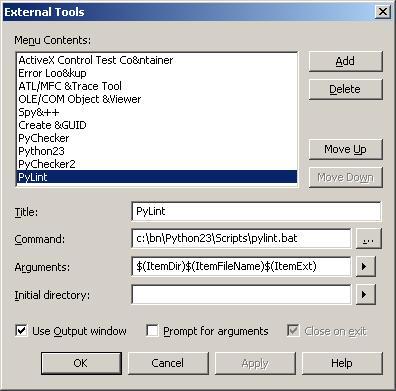 External Tools
Menu Contents:
ActiveX Control Test Co&ntainer
Error Loo&kup
ATL/MFC &Trace Tool
OLE/COM Object &Viewer
Spy&++
Create &GUID
PyChecker
Python23
PyChecker2
PyLint
Add
Delete
Move Up
Move Down
Title:
PyLint
Command:
c:\bn\Python23\Scripts\pylint.bat
...
Arguments:
$(ItemDir)$(ItemFileName)$(ItemExt)
Initial directory:
Use Output window
Prompt for arguments
Close on exit
OK
Cancel
Apply
Help